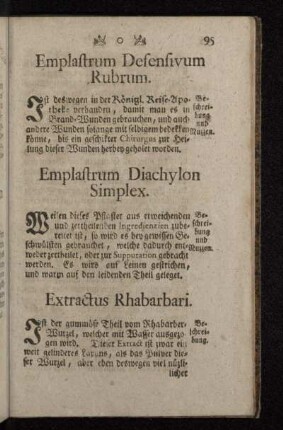 95
Emplastrum Defensivum
Rubrum.
Ist deswegen in der Königl. Reise-Apo-
theke verhanden, damit man es in
Brand-Wunden gebrauchen, und auch
andere Wunden solange mit selbigem bedekken
könne, bis ein geschikter Chirurgus zur Hei-
lung dieser Wunden herbey geholet worden.
Be-
schrei-
bung
und
Nuzzen.
Emplastrum Diachylon
Simplex.
Weilen dieses Pflaster aus erweichenden
und zertheilenden Ingredientien zube-
reitet ist, so wird es bey gewissen Ge-
schwülsten gebrauchet, welche dadurch ent-
weder zertheilet, oder zur Suppuration gebracht
werden. Es wird auf Leinen gestrichen,
und warm auf den leidenden Theil geleget.
Be-
schrei-
bung
und
Nuzzen.
Extractus Rhabarbari.
Ist der gummöse Theil vom Rhabarber-
Wurzel, welcher mit Wasser ausgezo-
gen wird. Dieser Extract ist zwar ein
weit gelinderes Laxans, als das Pulver die-
ser Wurzel, aber eben deswegen viel nüzli-
Be-
schrei-
bung.
licher